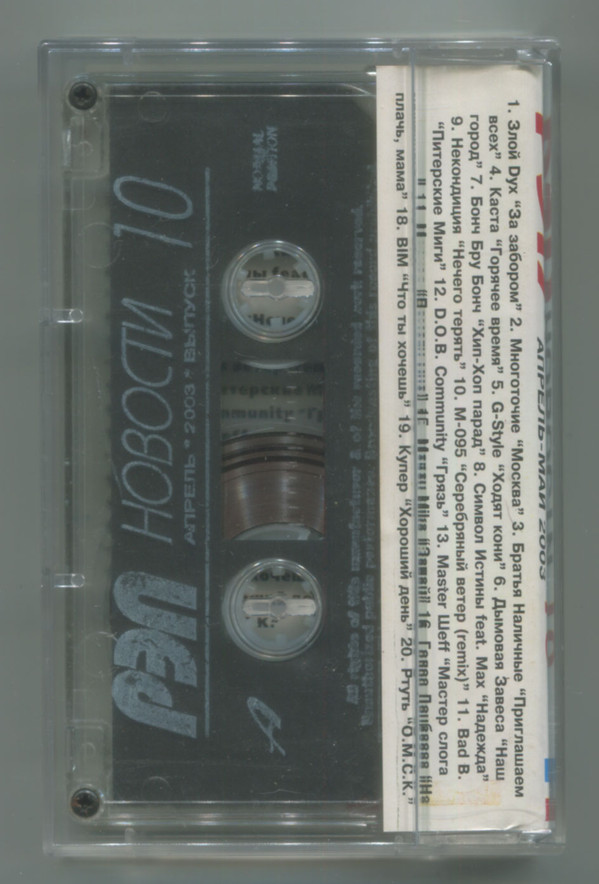 АПРЕЛЬ-МАЙ 2003
1. Злой Dух “За забором” 2. Многоточие “Москва” 3. Братья Наличные “Приглашаем
всех” 4. Каста “Горячее время” 5. G-Style “Ходят кони” 6. Дымовая Завеса “Наш
город” 7. Бонч Бру Бонч “Хип-Хоп парад” 8. Символ Истины feat. Мах “Надежда”
9. Некондиция “Нечего терять” 10. М-095 “Серебряный ветер (remix)” 11. Bad B.
“Питерские Миги” 12. D.O.B. Community “Грязь” 13. Master Шеff “Мастер слога
плачь, мама” 18. BIM “Что ты хочешь” 19. Купер “Хороший день” 20. Ртуть “О.М.С.К.”
A
РЭП НОВОСТИ 10
АПРЕЛЬ * 2003 * ВЫПУСК